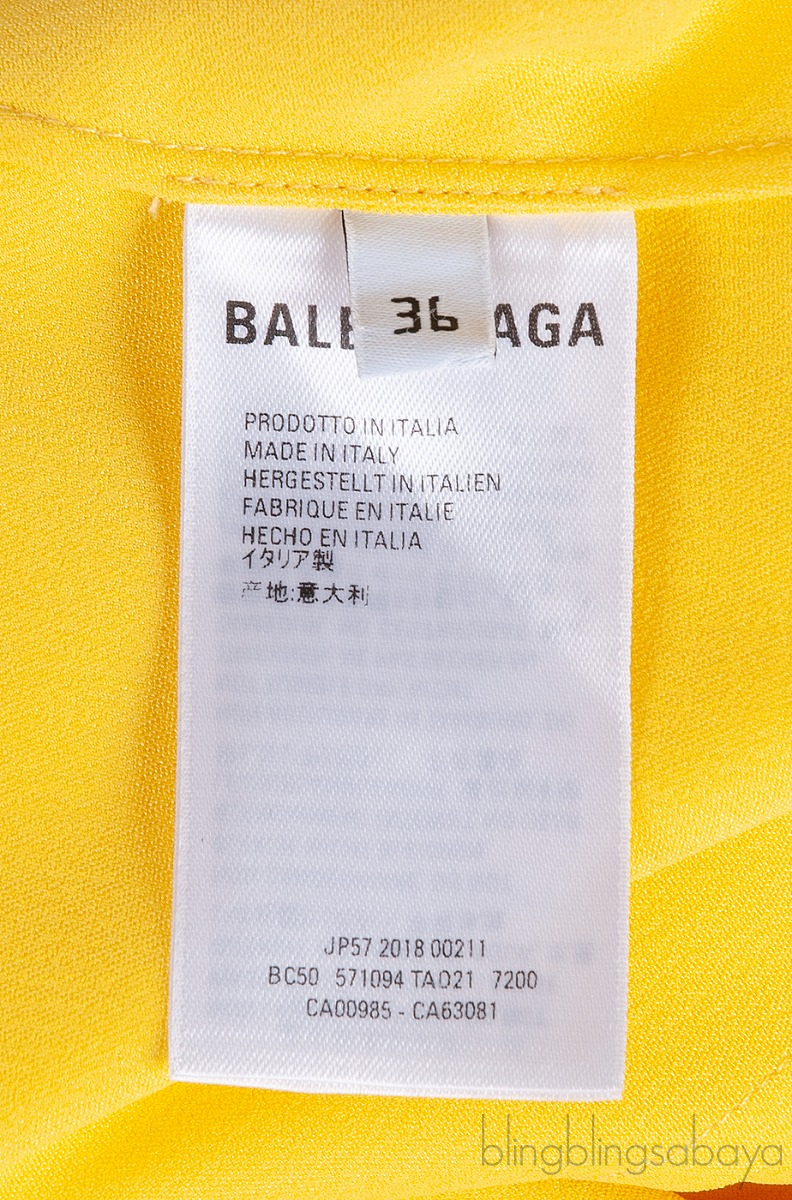 BALE AGA
36
PRODOTTO IN ITALIA
MADE IN ITALY
HERGESTELLT IN ITALIEN
FABRIQUE EN ITALIE
HECHO EN ITALIA
イタリア製
产地:意大利
JP57 2018 00211
BC50 571094 TAO21 7200
CA00985 - CA63081
blingblingsabaya